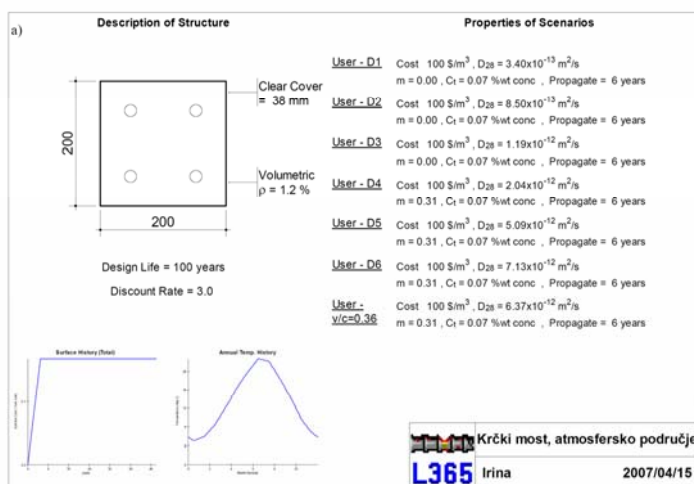 a)
Description of Structure
Properties of Scenarios
Clear Cover
= 38 mm
200
Volumetric
ρ = 1.2 %
200
Design Life = 100 years
Discount Rate = 3.0
User - D1 Cost 100 $/m³ , D28 = 3.40x10⁻¹³ m²/s
m = 0.00 , Ct = 0.07 %wt conc , Propagate = 6 years
User - D2 Cost 100 $/m³ , D28 = 8.50x10⁻¹³ m²/s
m = 0.00 , Ct = 0.07 %wt conc , Propagate = 6 years
User - D3 Cost 100 $/m³ , D28 = 1.19x10⁻¹² m²/s
m = 0.00 , Ct = 0.07 %wt conc , Propagate = 6 years
User - D4 Cost 100 $/m³ , D28 = 2.04x10⁻¹² m²/s
m = 0.31 , Ct = 0.07 %wt conc , Propagate = 6 years
User - D5 Cost 100 $/m³ , D28 = 5.09x10⁻¹² m²/s
m = 0.31 , Ct = 0.07 %wt conc , Propagate = 6 years
User - D6 Cost 100 $/m³ , D28 = 7.13x10⁻¹² m²/s
m = 0.31 , Ct = 0.07 %wt conc , Propagate = 6 years
User - v/c=0.36 Cost 100 $/m³ , D28 = 6.37x10⁻¹² m²/s
m = 0.31 , Ct = 0.07 %wt conc , Propagate = 6 years
Surface History (Total)
Annual Temp. History
Krčki most, atmosfersko područje
L365 Irina 2007/04/15